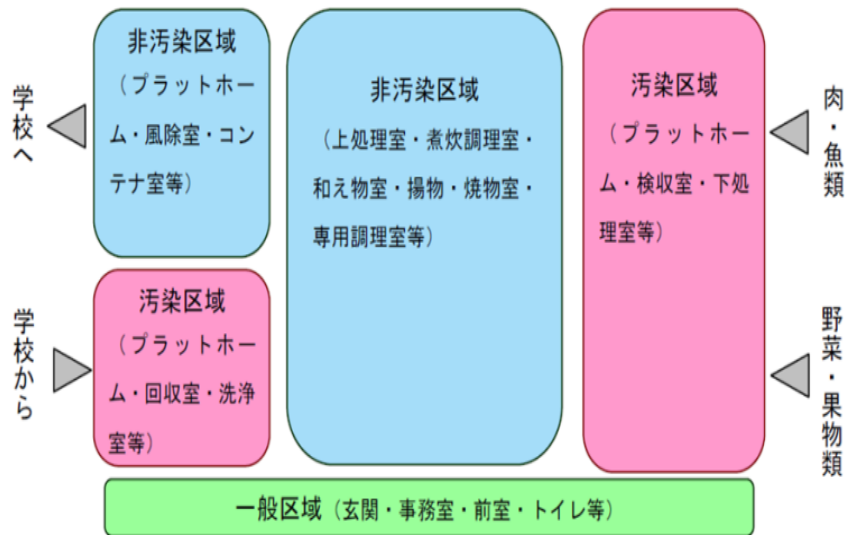 非汚染区域
（プラットホー
ム・風除室・コン
テナ室等）
学校へ
非汚染区域
（上処理室・煮炊調理室・
和え物室・揚物・焼物室・
専用調理室等）
汚染区域
（プラットホー
ム・検収室・下処
理室等）
肉・魚類
汚染区域
（プラットホー
ム・回収室・洗浄
室等）
学校から
野菜・果物類
一般区域（玄関・事務室・前室・トイレ等）